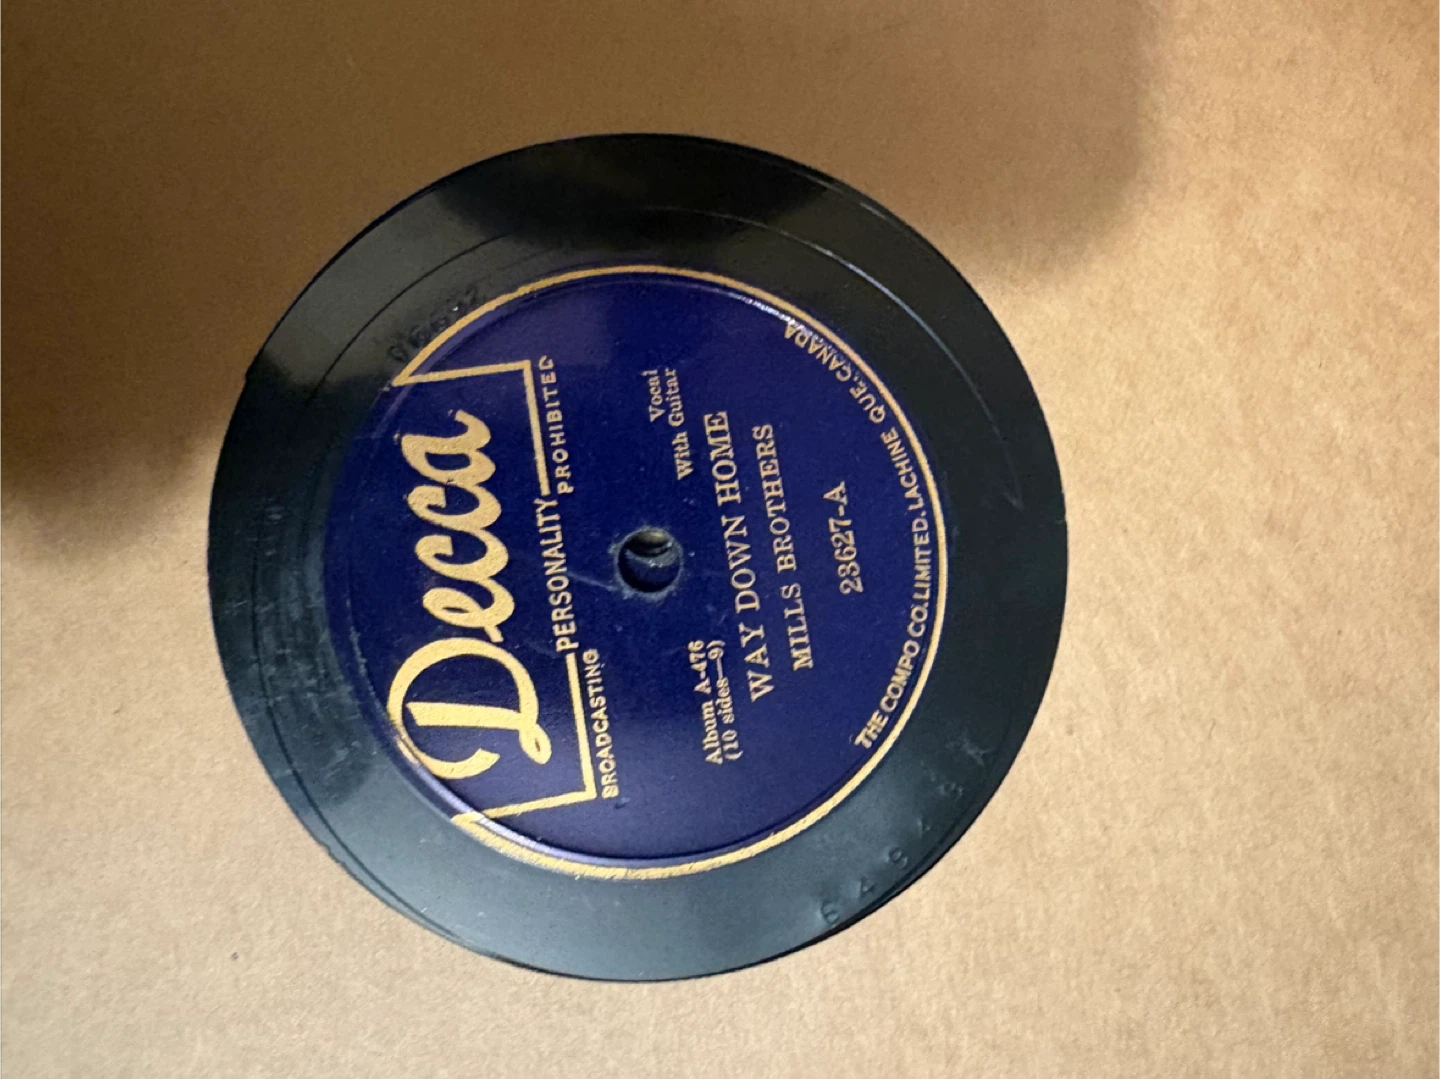 Decca
PERSONALITY
BROADCASTING PROHIBITED
Vocal
With Guitar
Album A-476
(10 sides—9)
WAY DOWN HOME
MILLS BROTHERS
23627-A
THE COMPO CO. LIMITED. LACHINE QUE. CANADA